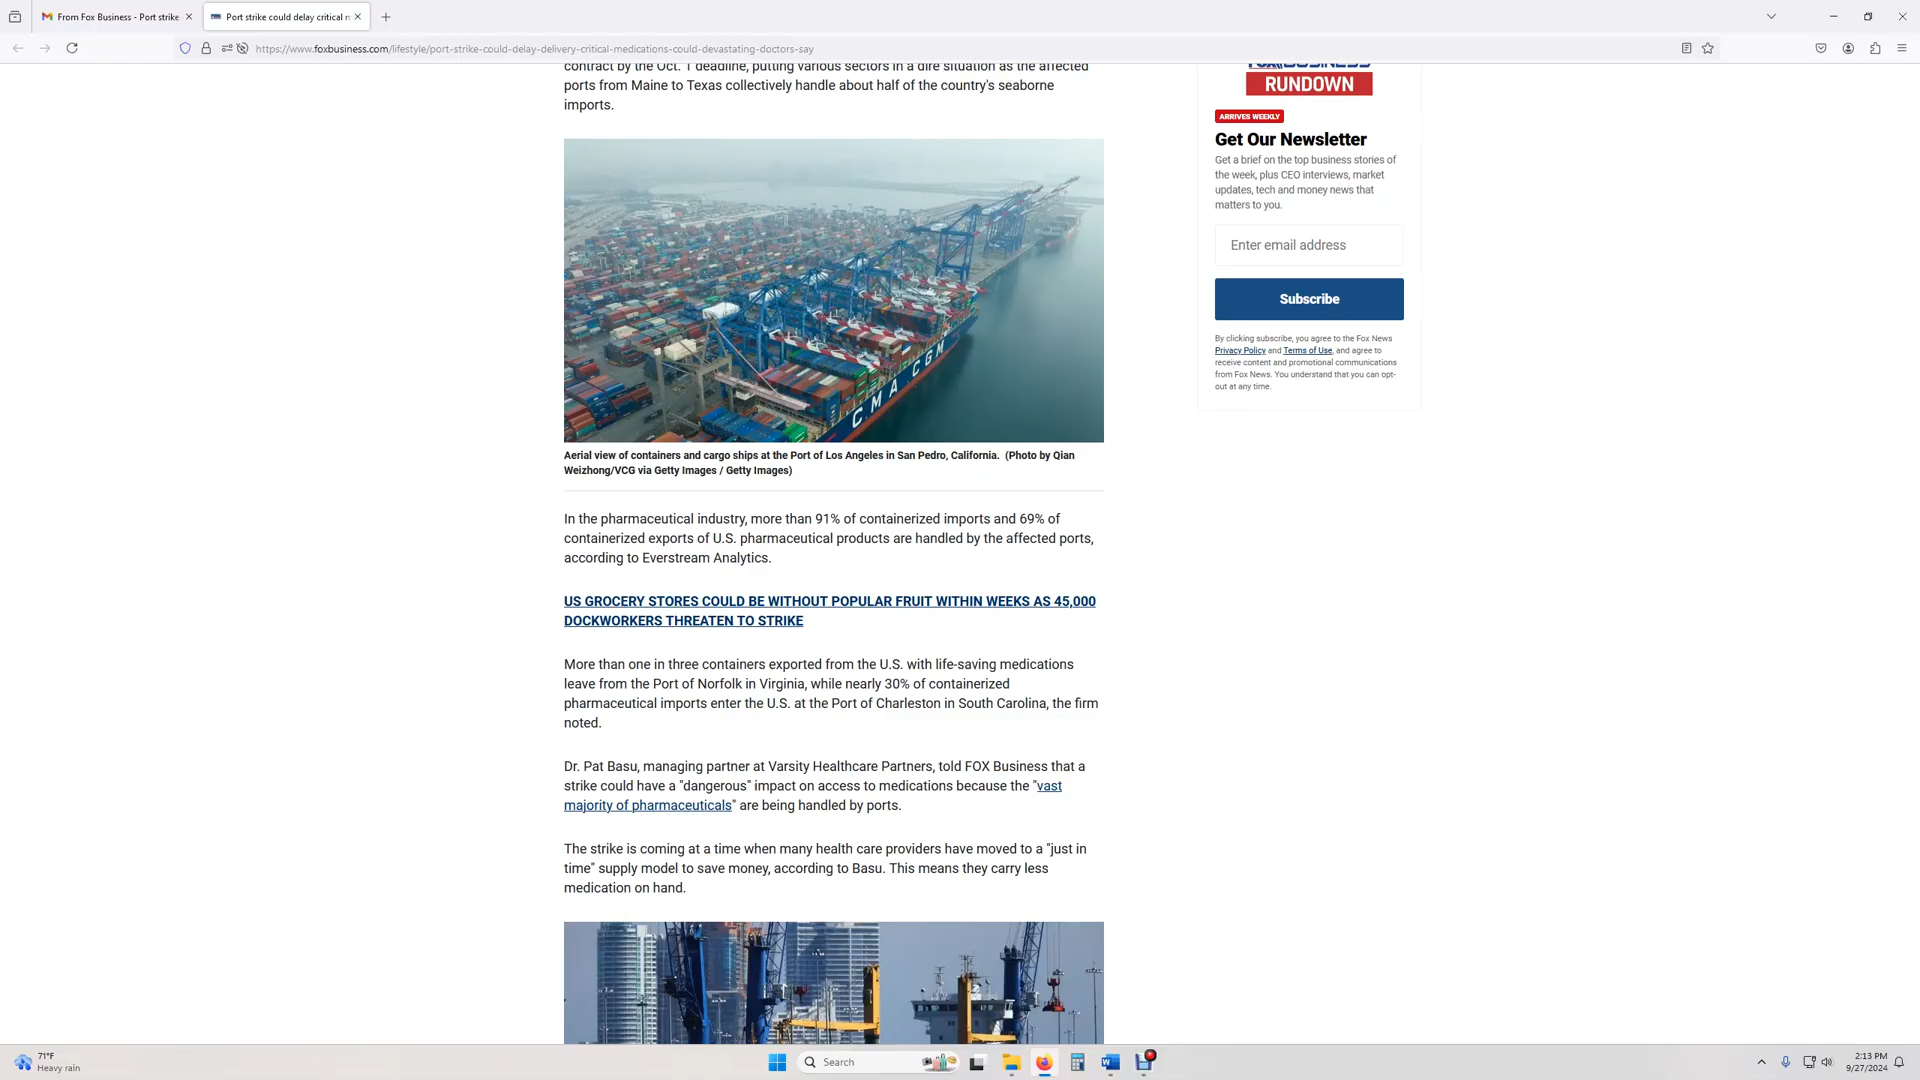 From Fox Business - Port strike
Port strike could delay critical
https://www.foxbusiness.com/lifestyle/port-strike-could-delay-delivery-critical-medications-could-devastating-doctors-say
contract by the Oct. 1 deadline, putting various sectors in a dire situation as the affected
ports from Maine to Texas collectively handle about half of the country's seaborne
imports.
CMA CGM
Aerial view of containers and cargo ships at the Port of Los Angeles in San Pedro, California. (Photo by Qian
Weizhong/VCG via Getty Images / Getty Images)
In the pharmaceutical industry, more than 91% of containerized imports and 69% of
containerized exports of U.S. pharmaceutical products are handled by the affected ports,
according to Everstream Analytics.
US GROCERY STORES COULD BE WITHOUT POPULAR FRUIT WITHIN WEEKS AS 45,000
DOCKWORKERS THREATEN TO STRIKE
More than one in three containers exported from the U.S. with life-saving medications
leave from the Port of Norfolk in Virginia, while nearly 30% of containerized
pharmaceutical imports enter the U.S. at the Port of Charleston in South Carolina, the firm
noted.
Dr. Pat Basu, managing partner at Varsity Healthcare Partners, told FOX Business that a
strike could have a "dangerous" impact on access to medications because the "vast
majority of pharmaceuticals" are being handled by ports.
The strike is coming at a time when many health care providers have moved to a "just in
time" supply model to save money, according to Basu. This means they carry less
medication on hand.
FOX BUSINESS
RUNDOWN
ARRIVES WEEKLY
Get Our Newsletter
Get a brief on the top business stories of
the week, plus CEO interviews, market
updates, tech and money news that
matters to you.
Enter email address
Subscribe
By clicking subscribe, you agree to the Fox News
Privacy Policy and Terms of Use, and agree to
receive content and promotional communications
from Fox News. You understand that you can opt-
out at any time.
71°F
Heavy rain
Search
2:13 PM
9/27/2024